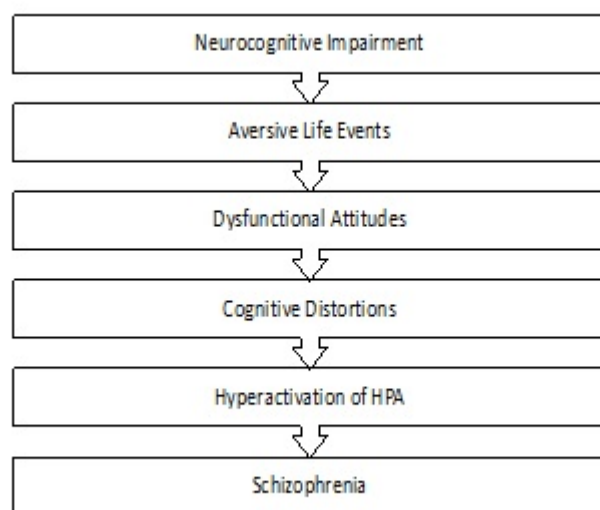 Neurocognitive Impairment
Aversive Life Events
Dysfunctional Attitudes
Cognitive Distortions
Hyperactivation of HPA
Schizophrenia